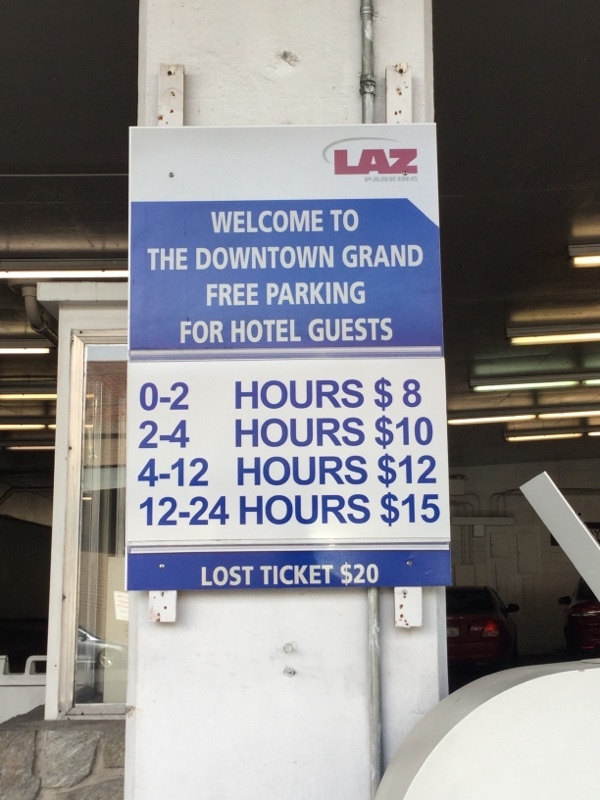 LAZ
PARKING
WELCOME TO
THE DOWNTOWN GRAND
FREE PARKING
FOR HOTEL GUESTS
0-2 HOURS $ 8
2-4 HOURS $10
4-12 HOURS $12
12-24 HOURS $15
LOST TICKET $20